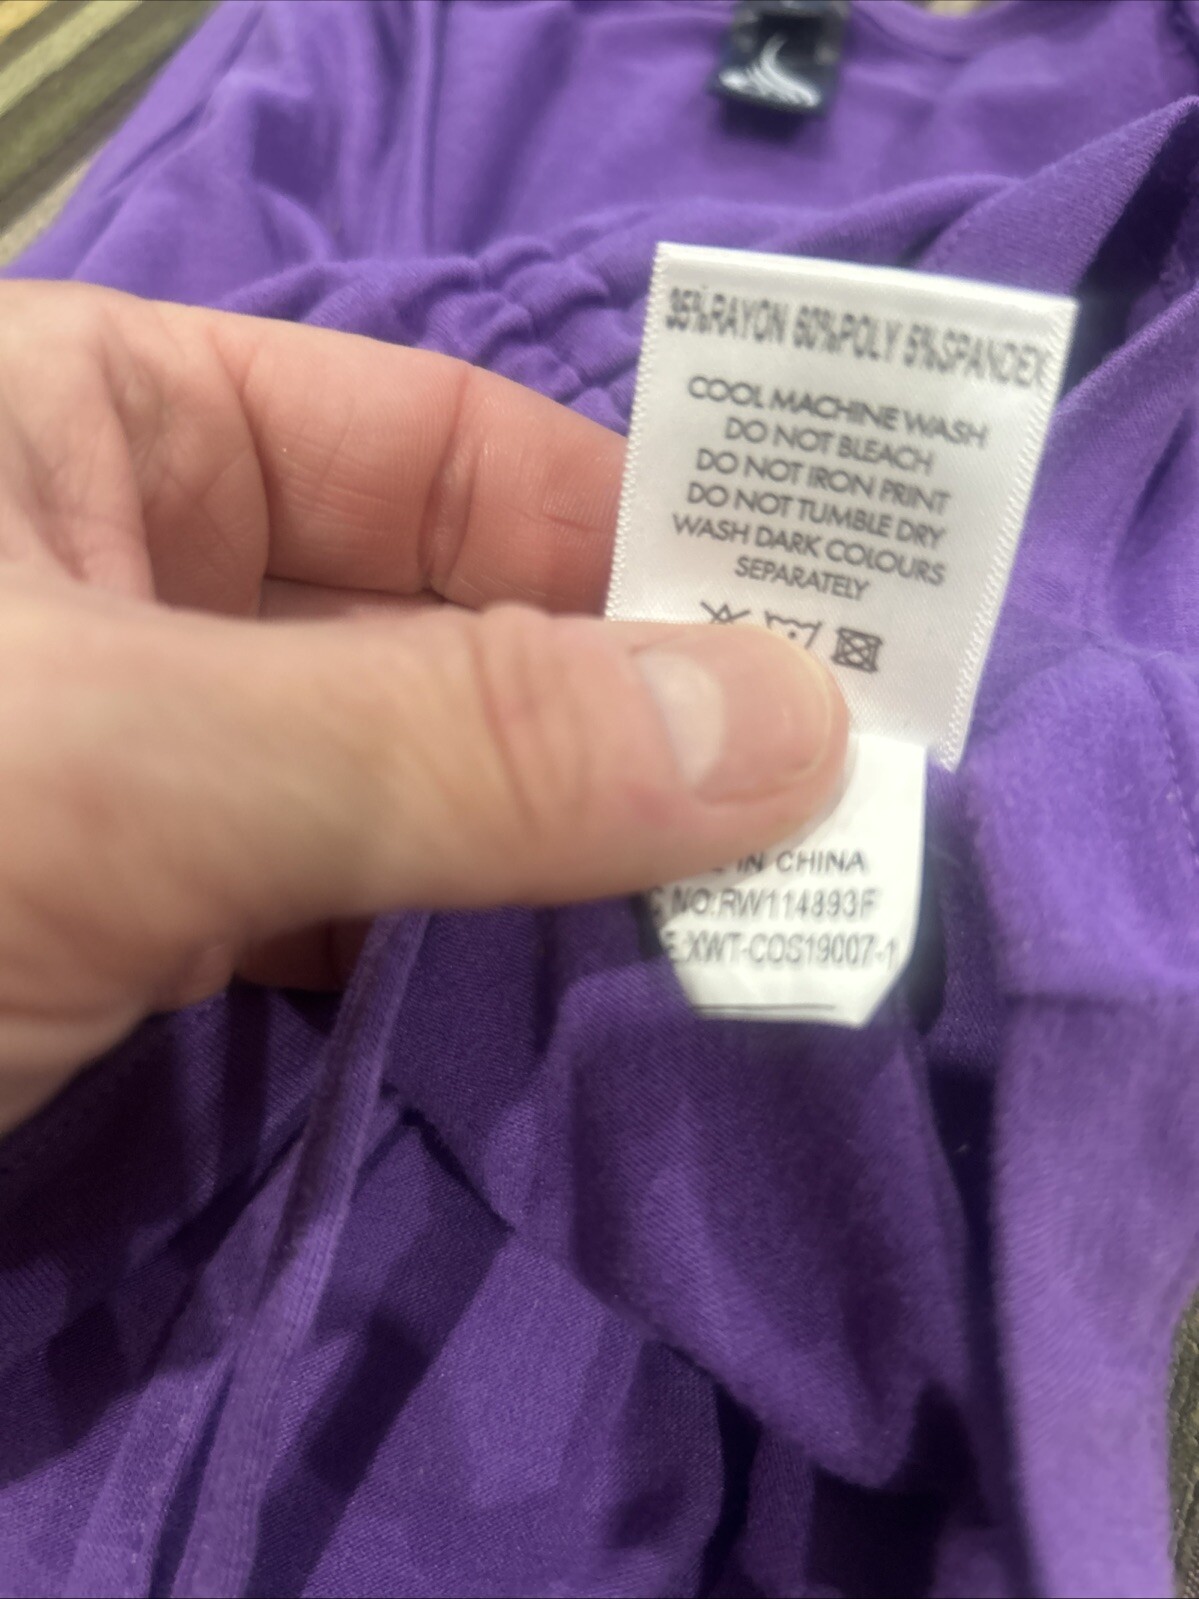 35%RAYON 60%POLY 5%SPANDEX
COOL MACHINE WASH
DO NOT BLEACH
DO NOT IRON PRINT
DO NOT TUMBLE DRY
WASH DARK COLOURS
SEPARATELY
IN CHINA
NO:RW114893F
XWT-COS19007-1